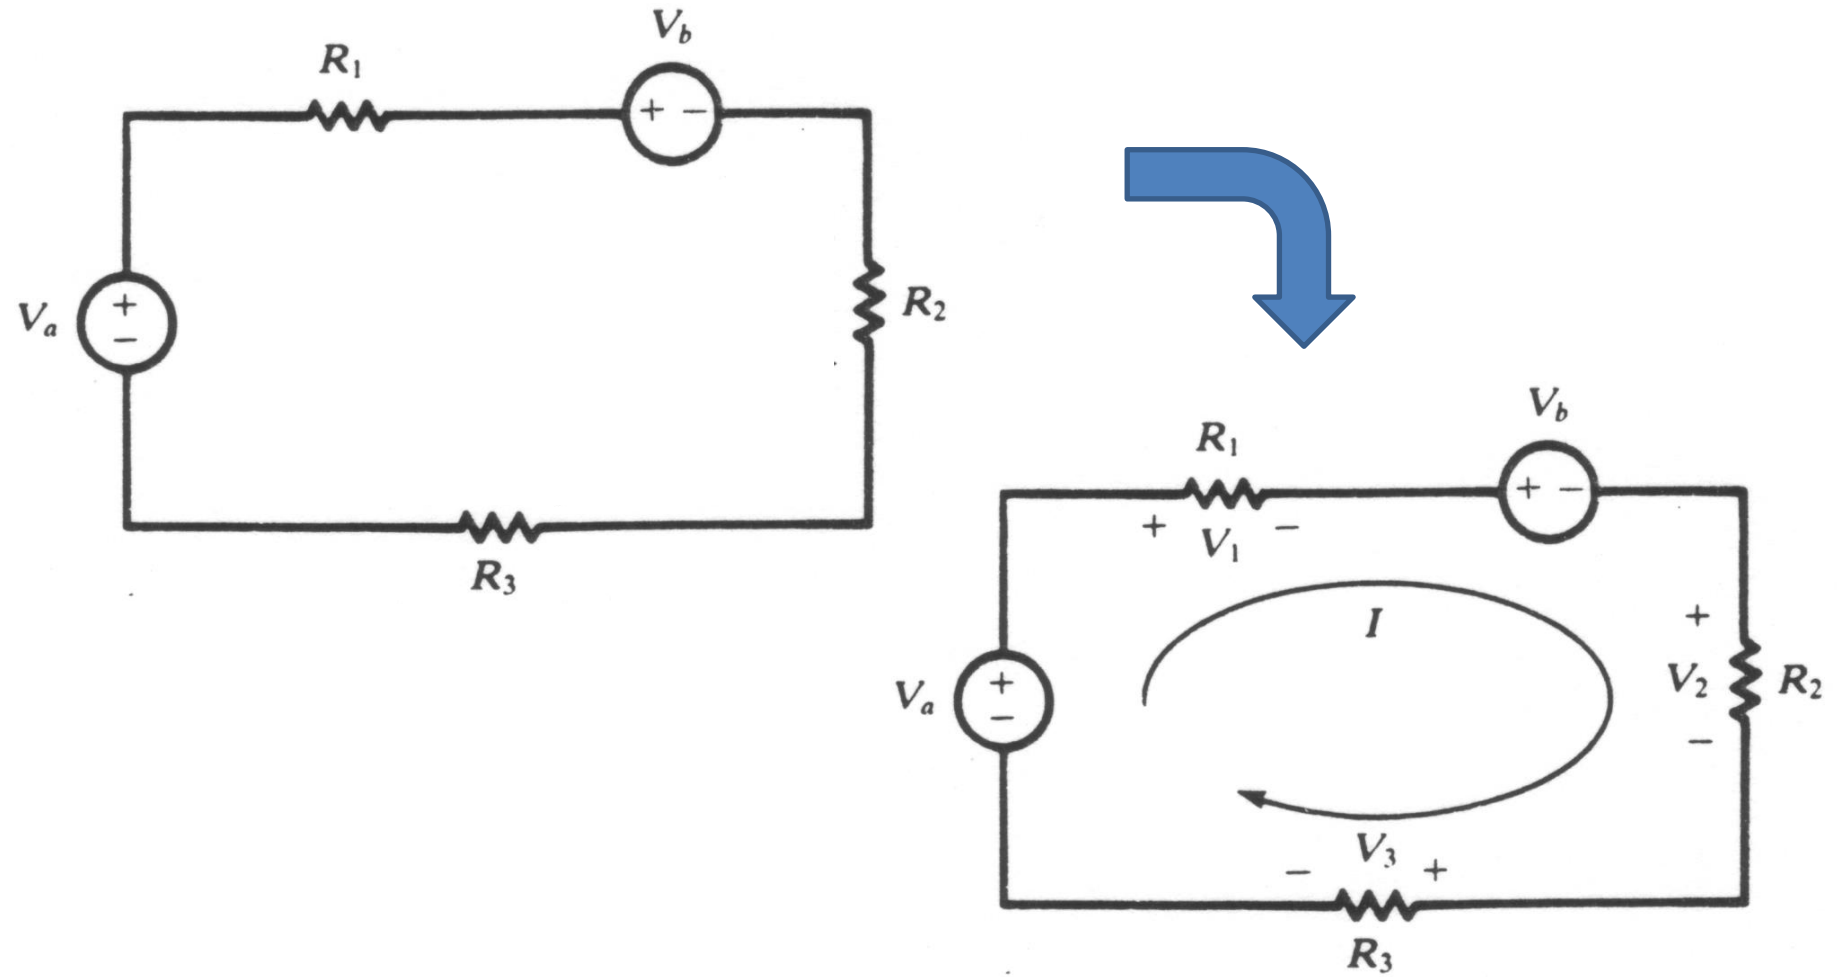 V_b
R_1
+ −
V_a
+
−
R_2
R_3
V_b
R_1
+ −
+ V_1 −
I
V_a
+
−
+
V_2
−
R_2
− V_3 +
R_3